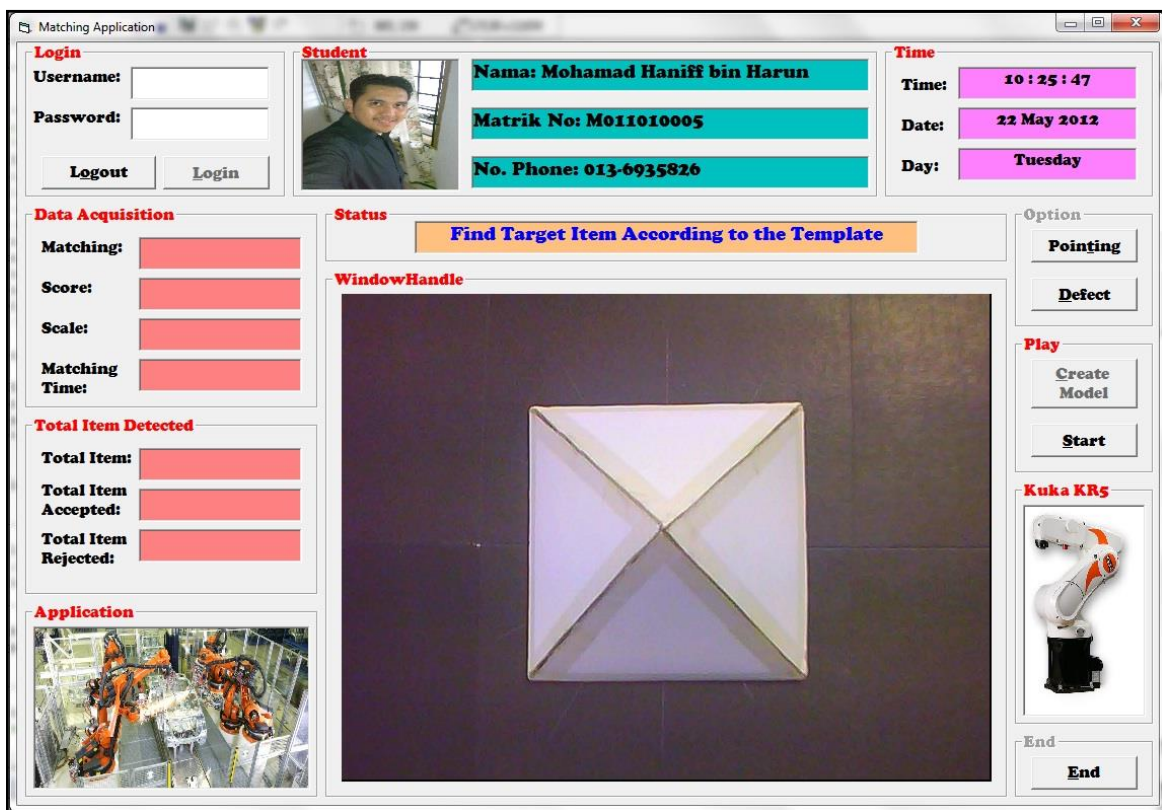 Matching Application
Login
Username:
Password:
Logout
Login
Student
Nama: Mohamad Haniff bin Harun
Matrik No: M011010005
No. Phone: 013-6935826
Time
Time:
10 : 25 : 47
Date:
22 May 2012
Day:
Tuesday
Data Acquisition
Matching:
Score:
Scale:
Matching
Time:
Status
Find Target Item According to the Template
WindowHandle
Option
Pointing
Defect
Play
Create
Model
Start
Total Item Detected
Total Item:
Total Item
Accepted:
Total Item
Rejected:
Kuka KR5
Application
End
End